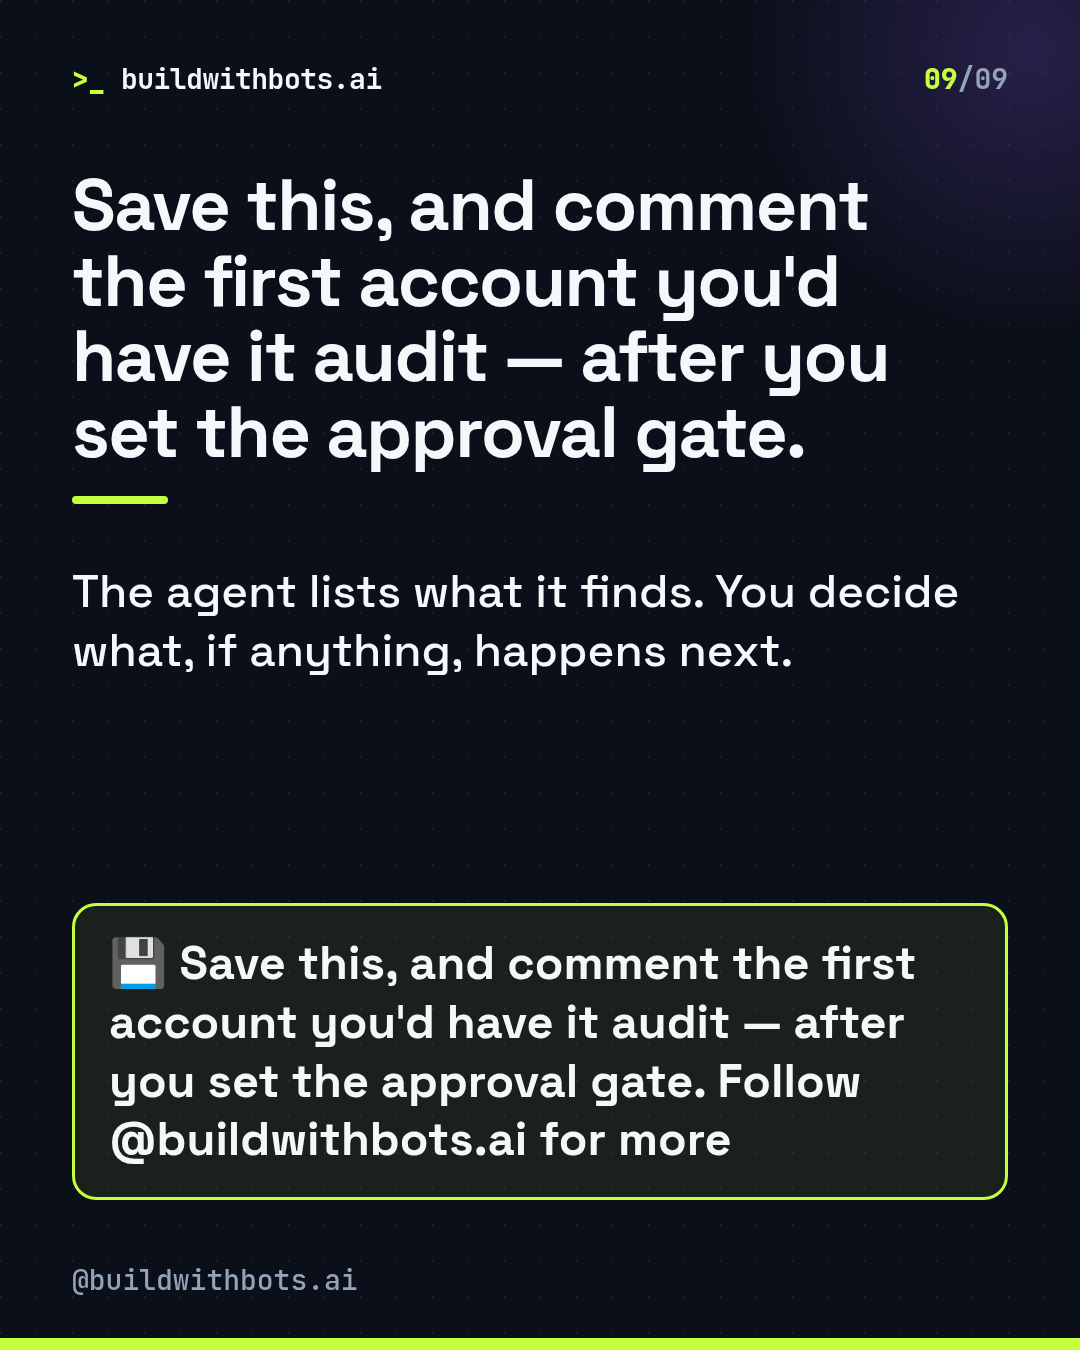 >_ buildwithbots.ai
09/09
Save this, and comment
the first account you'd
have it audit — after you
set the approval gate.
The agent lists what it finds. You decide
what, if anything, happens next.
💾 Save this, and comment the first
account you'd have it audit — after
you set the approval gate. Follow
@buildwithbots.ai for more
@buildwithbots.ai